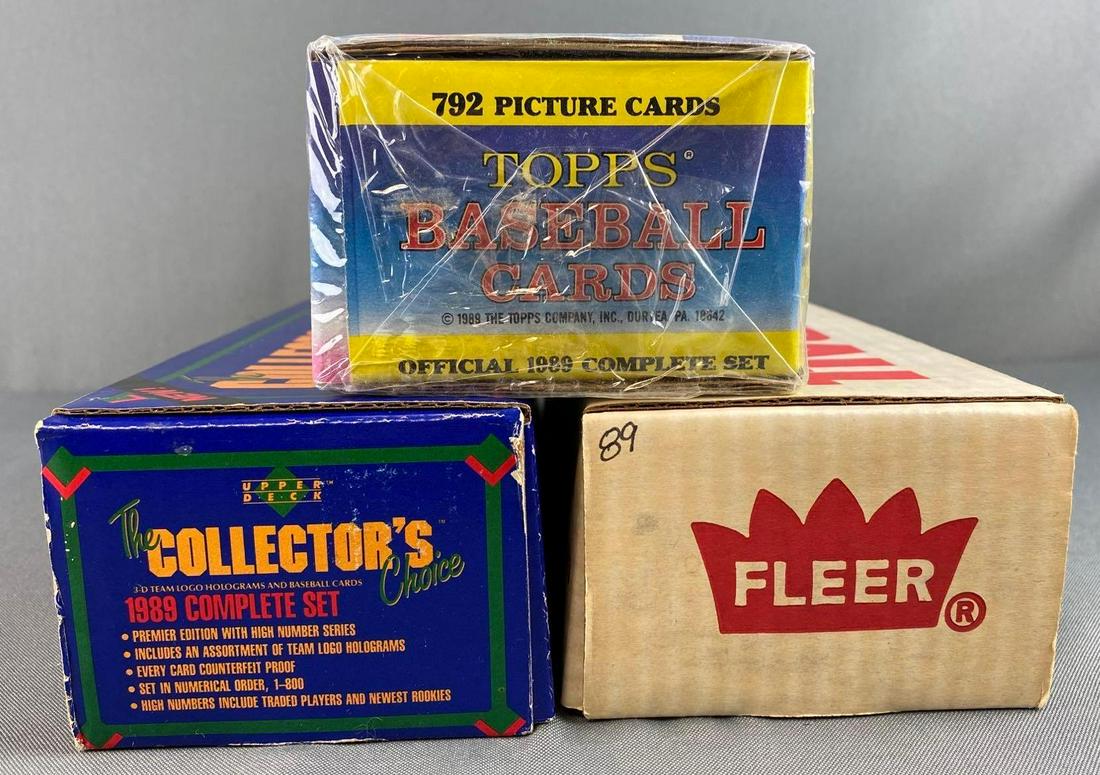 792 PICTURE CARDS
TOPPS®
BASEBALL
CARDS
© 1989 THE TOPPS COMPANY, INC., DURYEA, PA. 18642
OFFICIAL 1989 COMPLETE SET
UPPER DECK™
The COLLECTOR'S™ Choice
3-D TEAM LOGO HOLOGRAMS AND BASEBALL CARDS
1989 COMPLETE SET
• PREMIER EDITION WITH HIGH NUMBER SERIES
• INCLUDES AN ASSORTMENT OF TEAM LOGO HOLOGRAMS
• EVERY CARD COUNTERFEIT PROOF
• SET IN NUMERICAL ORDER, 1–800
• HIGH NUMBERS INCLUDE TRADED PLAYERS AND NEWEST ROOKIES
89
FLEER®